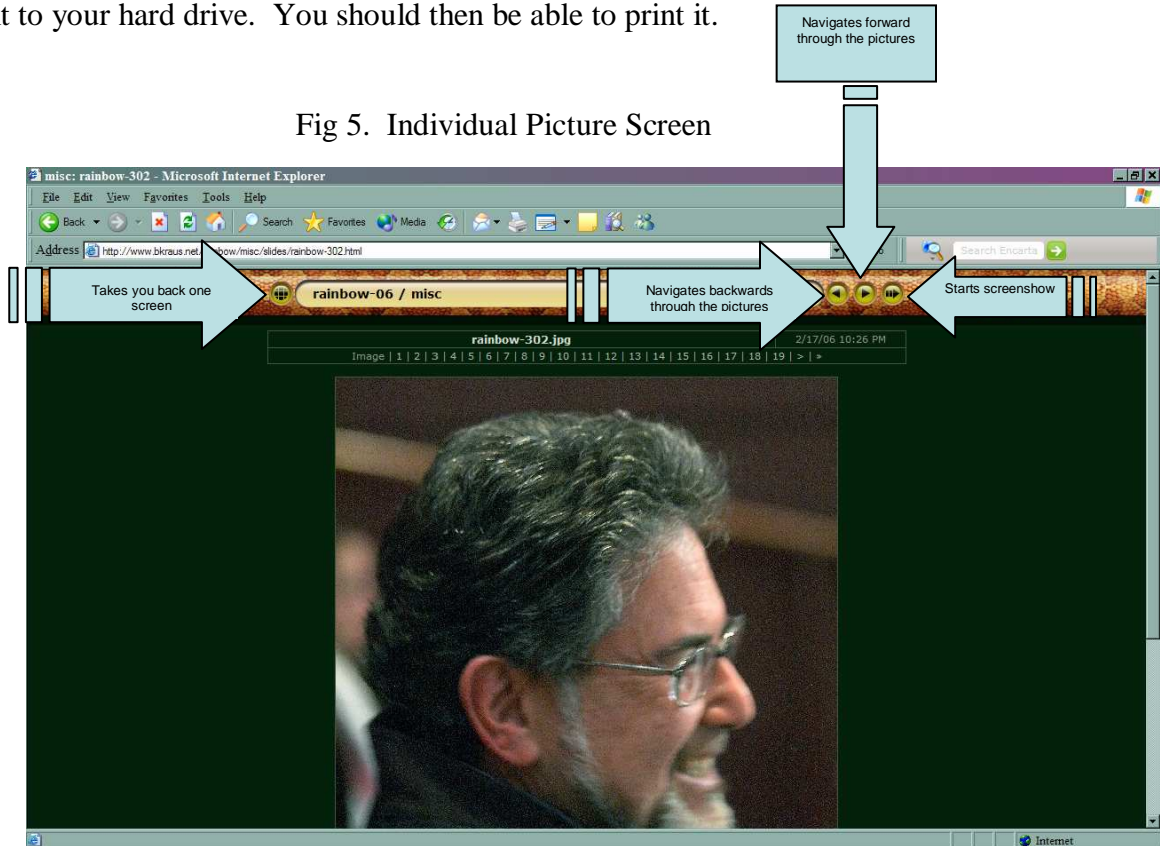 t to your hard drive. You should then be able to print it.
Navigates forward
through the pictures
Fig 5. Individual Picture Screen
misc: rainbow-302 - Microsoft Internet Explorer
File Edit View Favorites Tools Help
Back Search Favorites Media
Address http://www.bkraus.net/ bow/misc/slides/rainbow-302.html Search Encarta
Takes you back one
screen
rainbow-06 / misc
Navigates backwards
through the pictures
Starts screenshow
rainbow-302.jpg 2/17/06 10:26 PM
Image | 1 | 2 | 3 | 4 | 5 | 6 | 7 | 8 | 9 | 10 | 11 | 12 | 13 | 14 | 15 | 16 | 17 | 18 | 19 | > | »
Internet